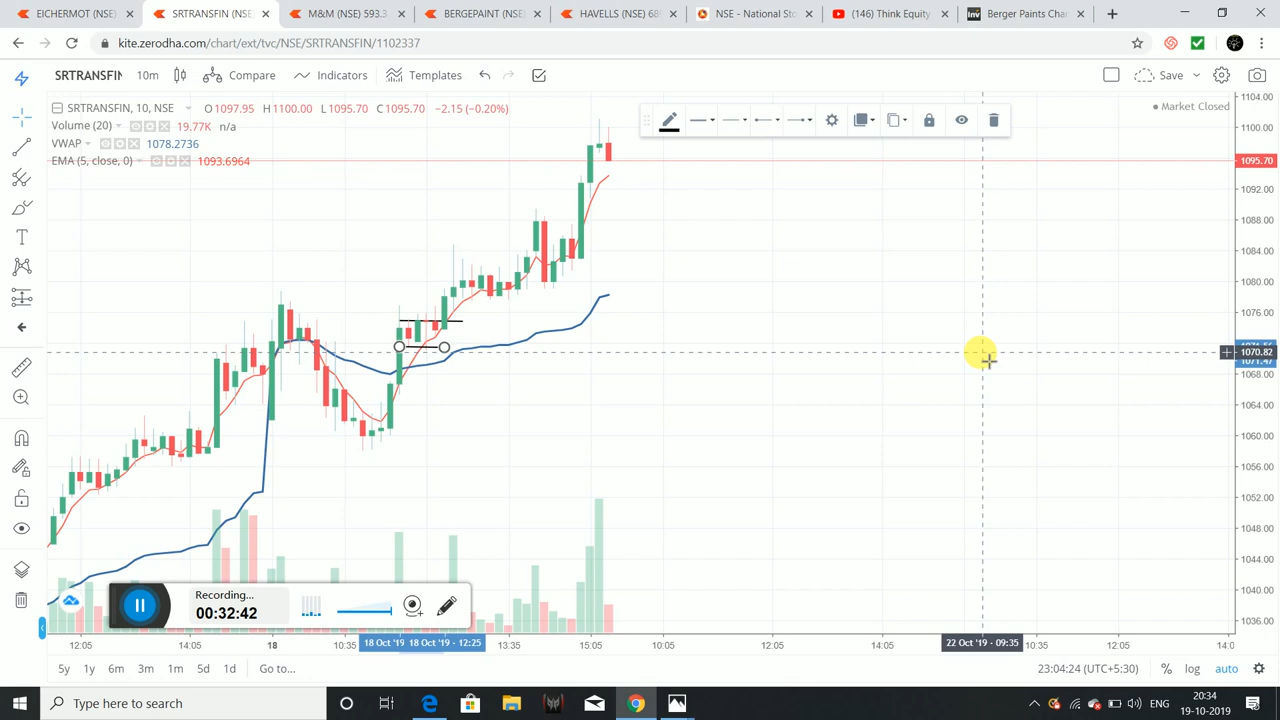 EICHERMOT (NSE)
SRTRANSFIN (NSE
M&M (NSE) 593.3
BERGEPAINT (NSE
HAVELLS (NSE) 68
NSE - National Sto
(146) Think Equity
Berger Paints Char
kite.zerodha.com/chart/ext/tvc/NSE/SRTRANSFIN/1102337
SRTRANSFIN 10m Compare Indicators Templates Save
SRTRANSFIN, 10, NSE O1097.95 H1100.00 L1095.70 C1095.70 −2.15 (−0.20%)
Market Closed
Volume (20) 19.77K n/a
VWAP 1078.2736
EMA (5, close, 0) 1093.6964
1104.00
1100.00
1095.70
1092.00
1088.00
1084.00
1080.00
1076.00
1070.82
1068.00
1064.00
1060.00
1056.00
1052.00
1048.00
1044.00
1040.00
1036.00
Recording...
00:32:42
12:05 14:05 18 10:35 18 Oct '19 18 Oct '19 - 12:25 13:35 15:05 10:05 12:05 14:05 22 Oct '19 - 09:35 10:35 12:05 14:0
5y 1y 6m 3m 1m 5d 1d Go to... 23:04:24 (UTC+5:30) % log auto
Type here to search
ENG
20:34
19-10-2019